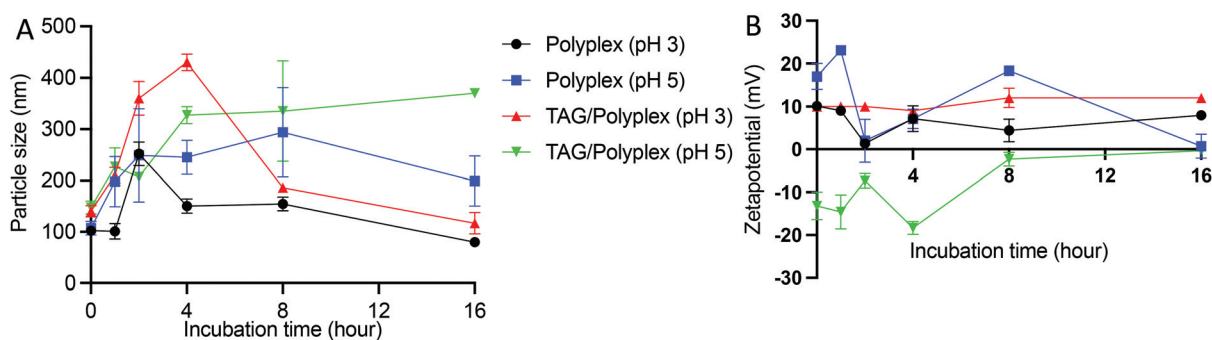 A
500
400
300
200
100
0
Particle size (nm)
0
4
8
12
16
Incubation time (hour)
Polyplex (pH 3)
Polyplex (pH 5)
TAG/Polyplex (pH 3)
TAG/Polyplex (pH 5)
B
30
20
10
0
-10
-20
-30
Zetapotential (mV)
4
8
12
16
Incubation time (hour)